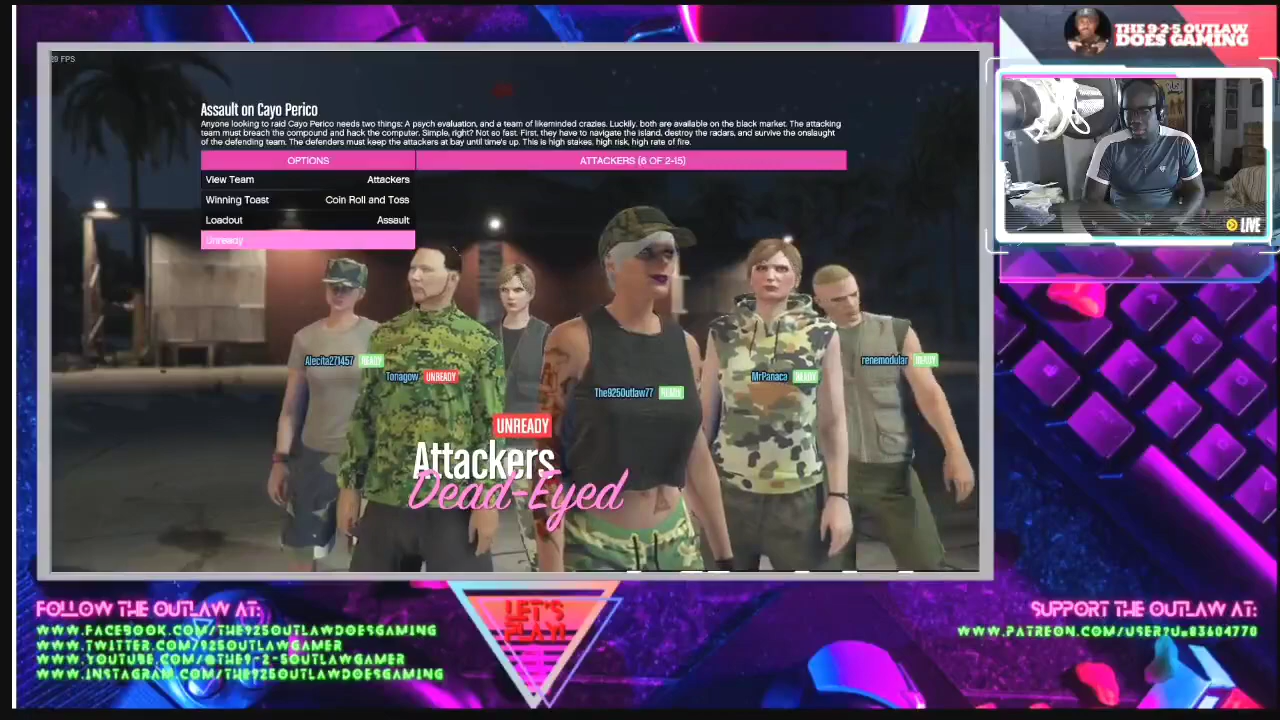 THE 9-2-5 OUTLAW
DOES GAMING
FPS
Assault on Cayo Perico
Anyone looking to raid Cayo Perico needs two things: A psych evaluation, and a team of likeminded crazies. Luckily, both are available on the black market. The attacking
team must breach the compound and hack the computer. Simple, right? Not so fast. First, they have to navigate the island, destroy the radars, and survive the onslaught
of the defending team. The defenders must keep the attackers at bay until time's up. This is high stakes, high risk, high rate of fire.
OPTIONS
ATTACKERS (6 OF 2-15)
View Team Attackers
Winning Toast Coin Roll and Toss
Loadout Assault
Unready
LIVE
Alecita271457 READY
Tonagow UNREADY
The925Outlaw77 READY
MrPanaca READY
renemodular READY
UNREADY
Attackers
Dead-Eyed
LET'S
PLAY!
FOLLOW THE OUTLAW AT:
WWW.FACEBOOK.COM/THE925OUTLAWDOESGAMING
WWW.TWITTER.COM/925OUTLAWGAMER
WWW.YOUTUBE.COM/@THE9-2-5OUTLAWGAMER
WWW.INSTAGRAM.COM/THE925OUTLAWDOESGAMING
SUPPORT THE OUTLAW AT:
WWW.PATREON.COM/USER?U=83604770